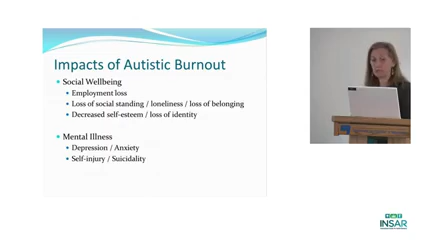 Impacts of Autistic Burnout
Social Wellbeing
Employment loss
Loss of social standing / loneliness / loss of belonging
Decreased self-esteem / loss of identity
Mental Illness
Depression / Anxiety
Self-injury / Suicidality
INSAR